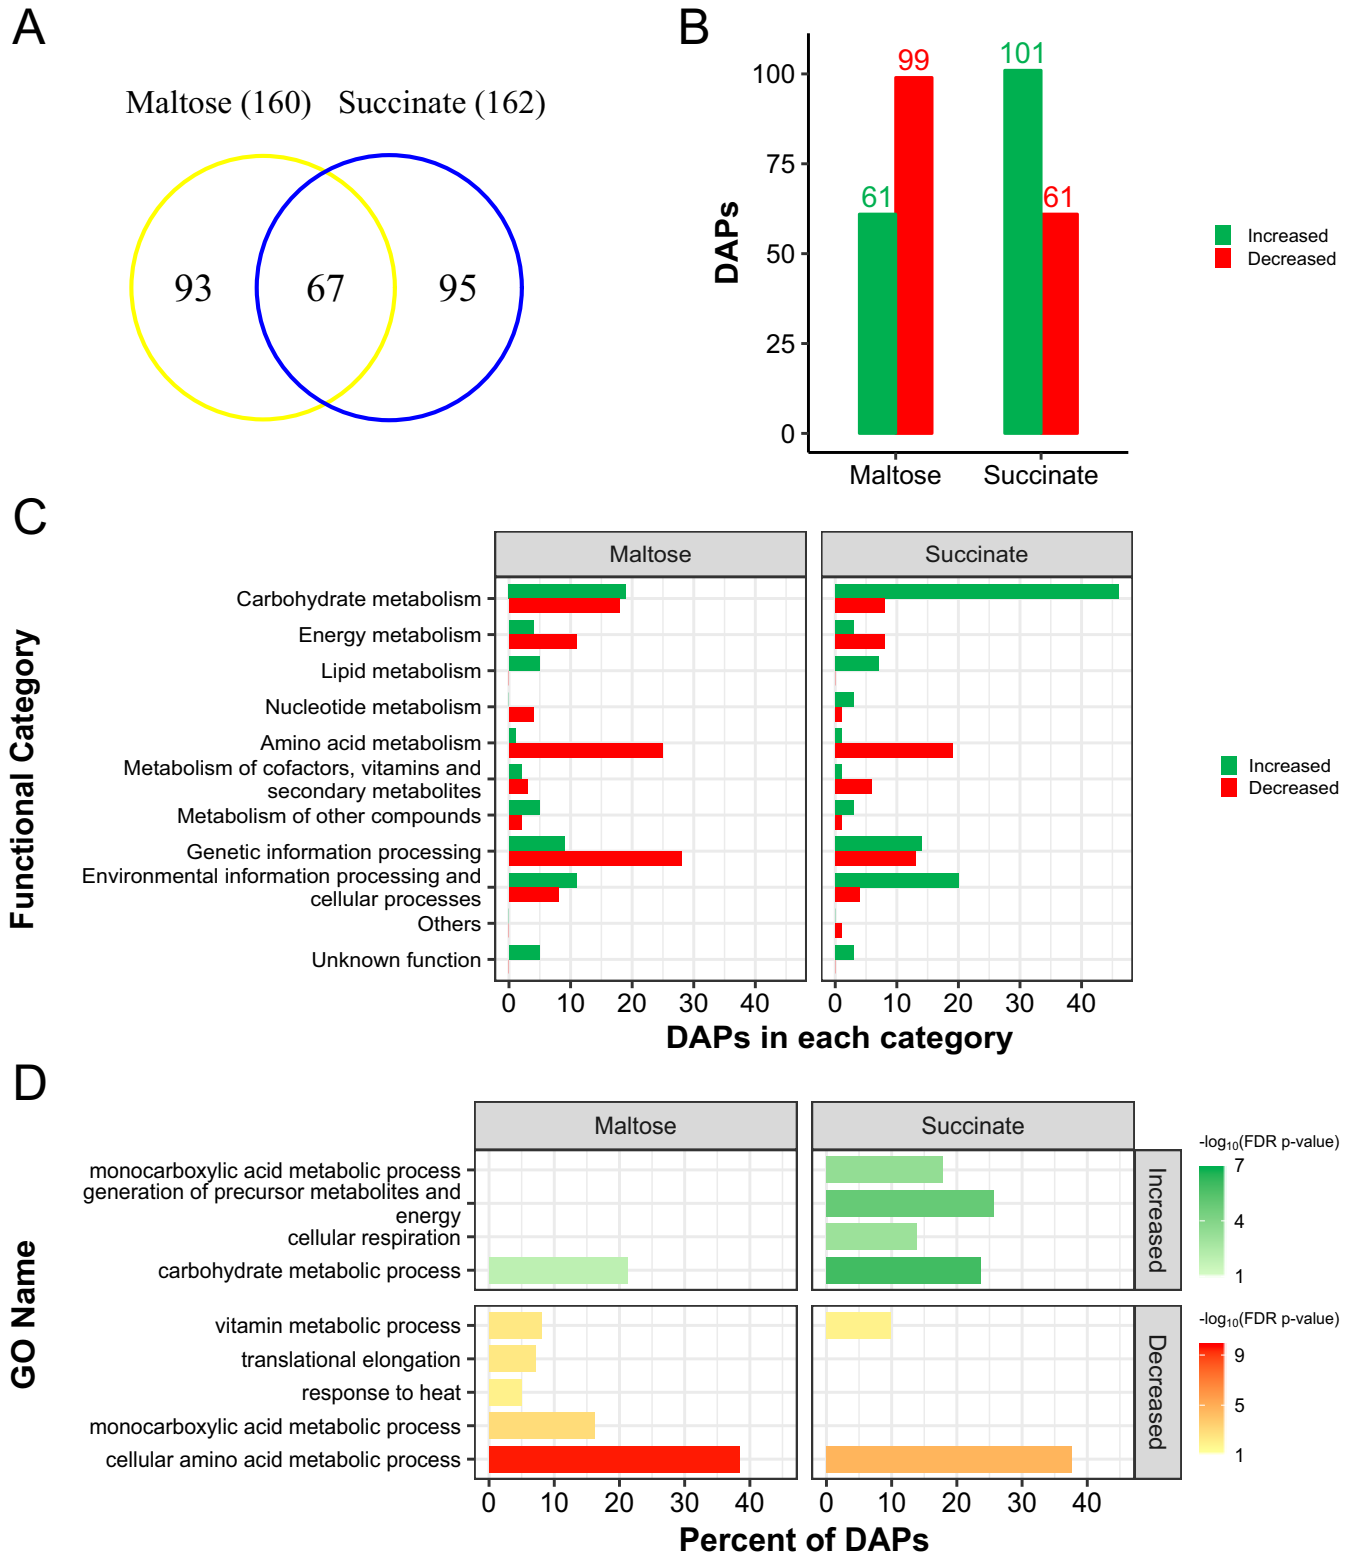 A
Maltose (160) Succinate (162)
93 67 95
B
DAPs
100
75
50
25
0
61 99 101 61
Maltose Succinate
Increased
Decreased
C
Functional Category
Maltose Succinate
Carbohydrate metabolism
Energy metabolism
Lipid metabolism
Nucleotide metabolism
Amino acid metabolism
Metabolism of cofactors, vitamins and
secondary metabolites
Metabolism of other compounds
Genetic information processing
Environmental information processing and
cellular processes
Others
Unknown function
0 10 20 30 40 0 10 20 30 40
DAPs in each category
Increased
Decreased
D
GO Name
Maltose Succinate
monocarboxylic acid metabolic process
generation of precursor metabolites and
energy
cellular respiration
carbohydrate metabolic process
Increased
vitamin metabolic process
translational elongation
response to heat
monocarboxylic acid metabolic process
cellular amino acid metabolic process
Decreased
0 10 20 30 40 0 10 20 30 40
Percent of DAPs
-log₁₀(FDR p-value)
7
4
1
-log₁₀(FDR p-value)
9
5
1